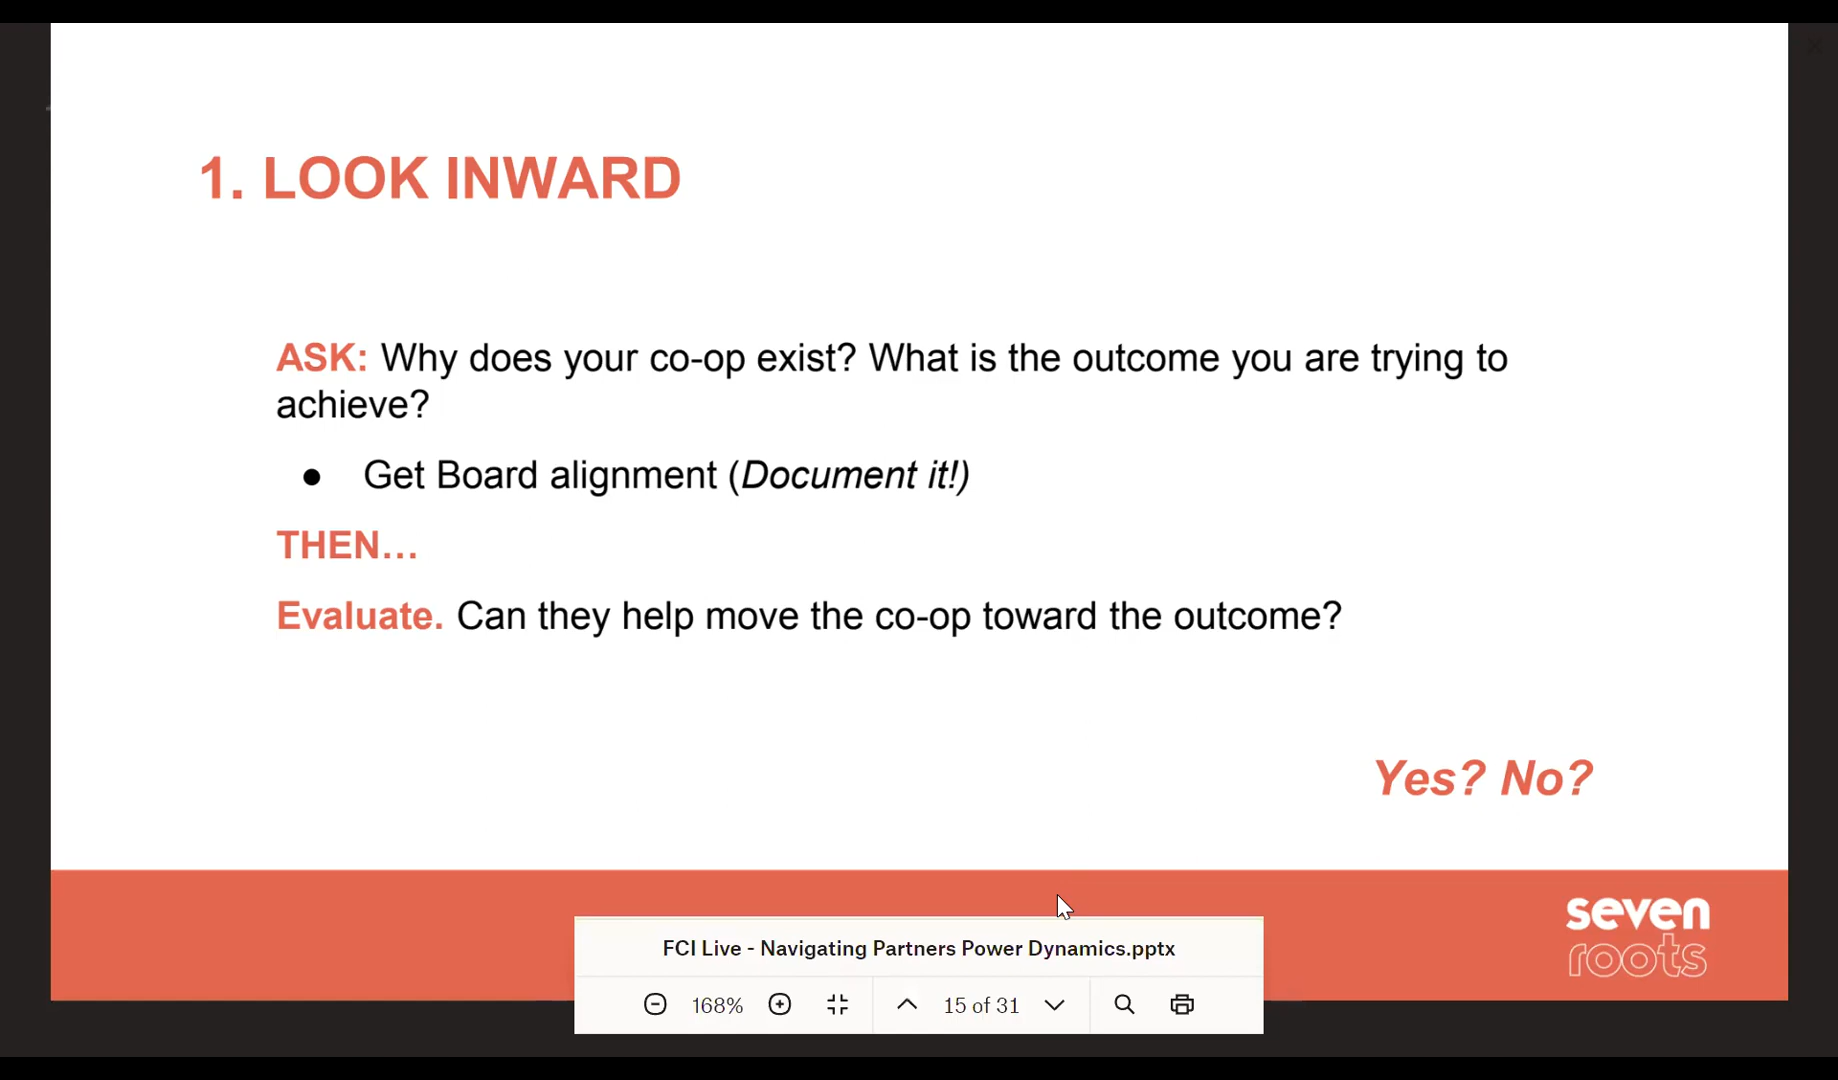 1. LOOK INWARD
ASK: Why does your co-op exist? What is the outcome you are trying to
achieve?
● Get Board alignment (Document it!)
THEN…
Evaluate. Can they help move the co-op toward the outcome?
Yes? No?
seven
roots
FCI Live - Navigating Partners Power Dynamics.pptx
168% 15 of 31